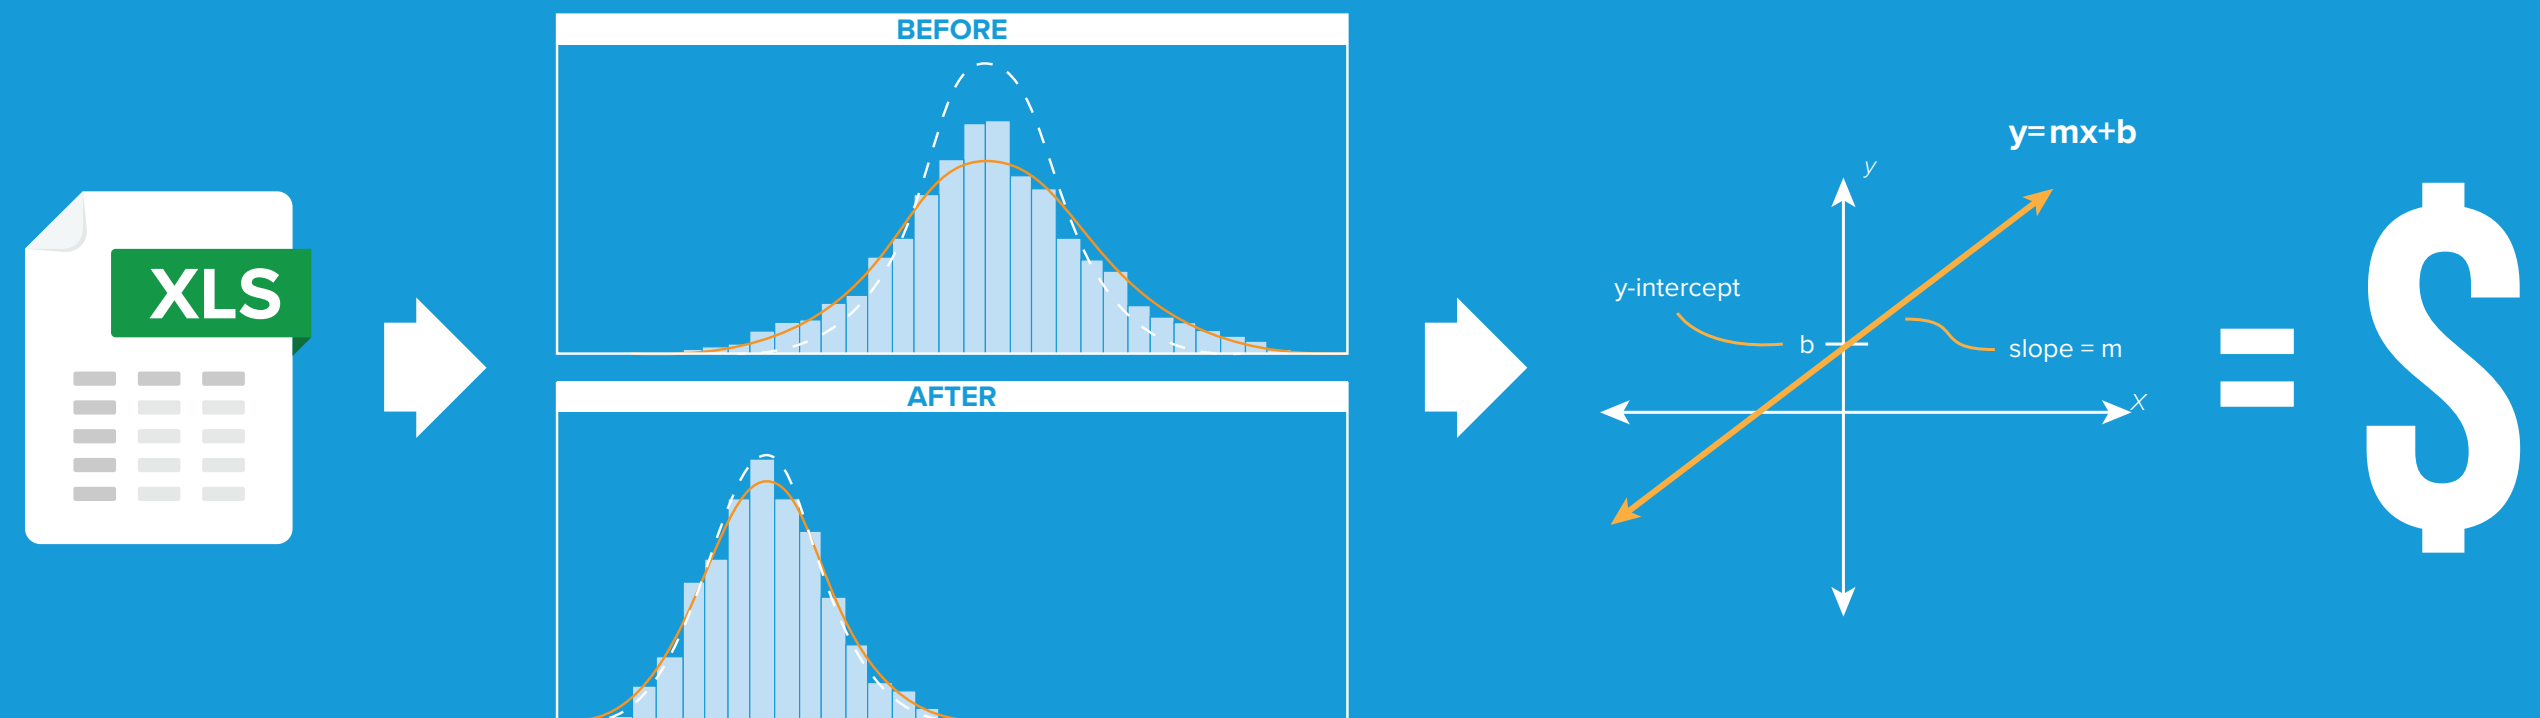 XLS
BEFORE
AFTER
y=mx+b
y
y-intercept
b
slope = m
x
=
$